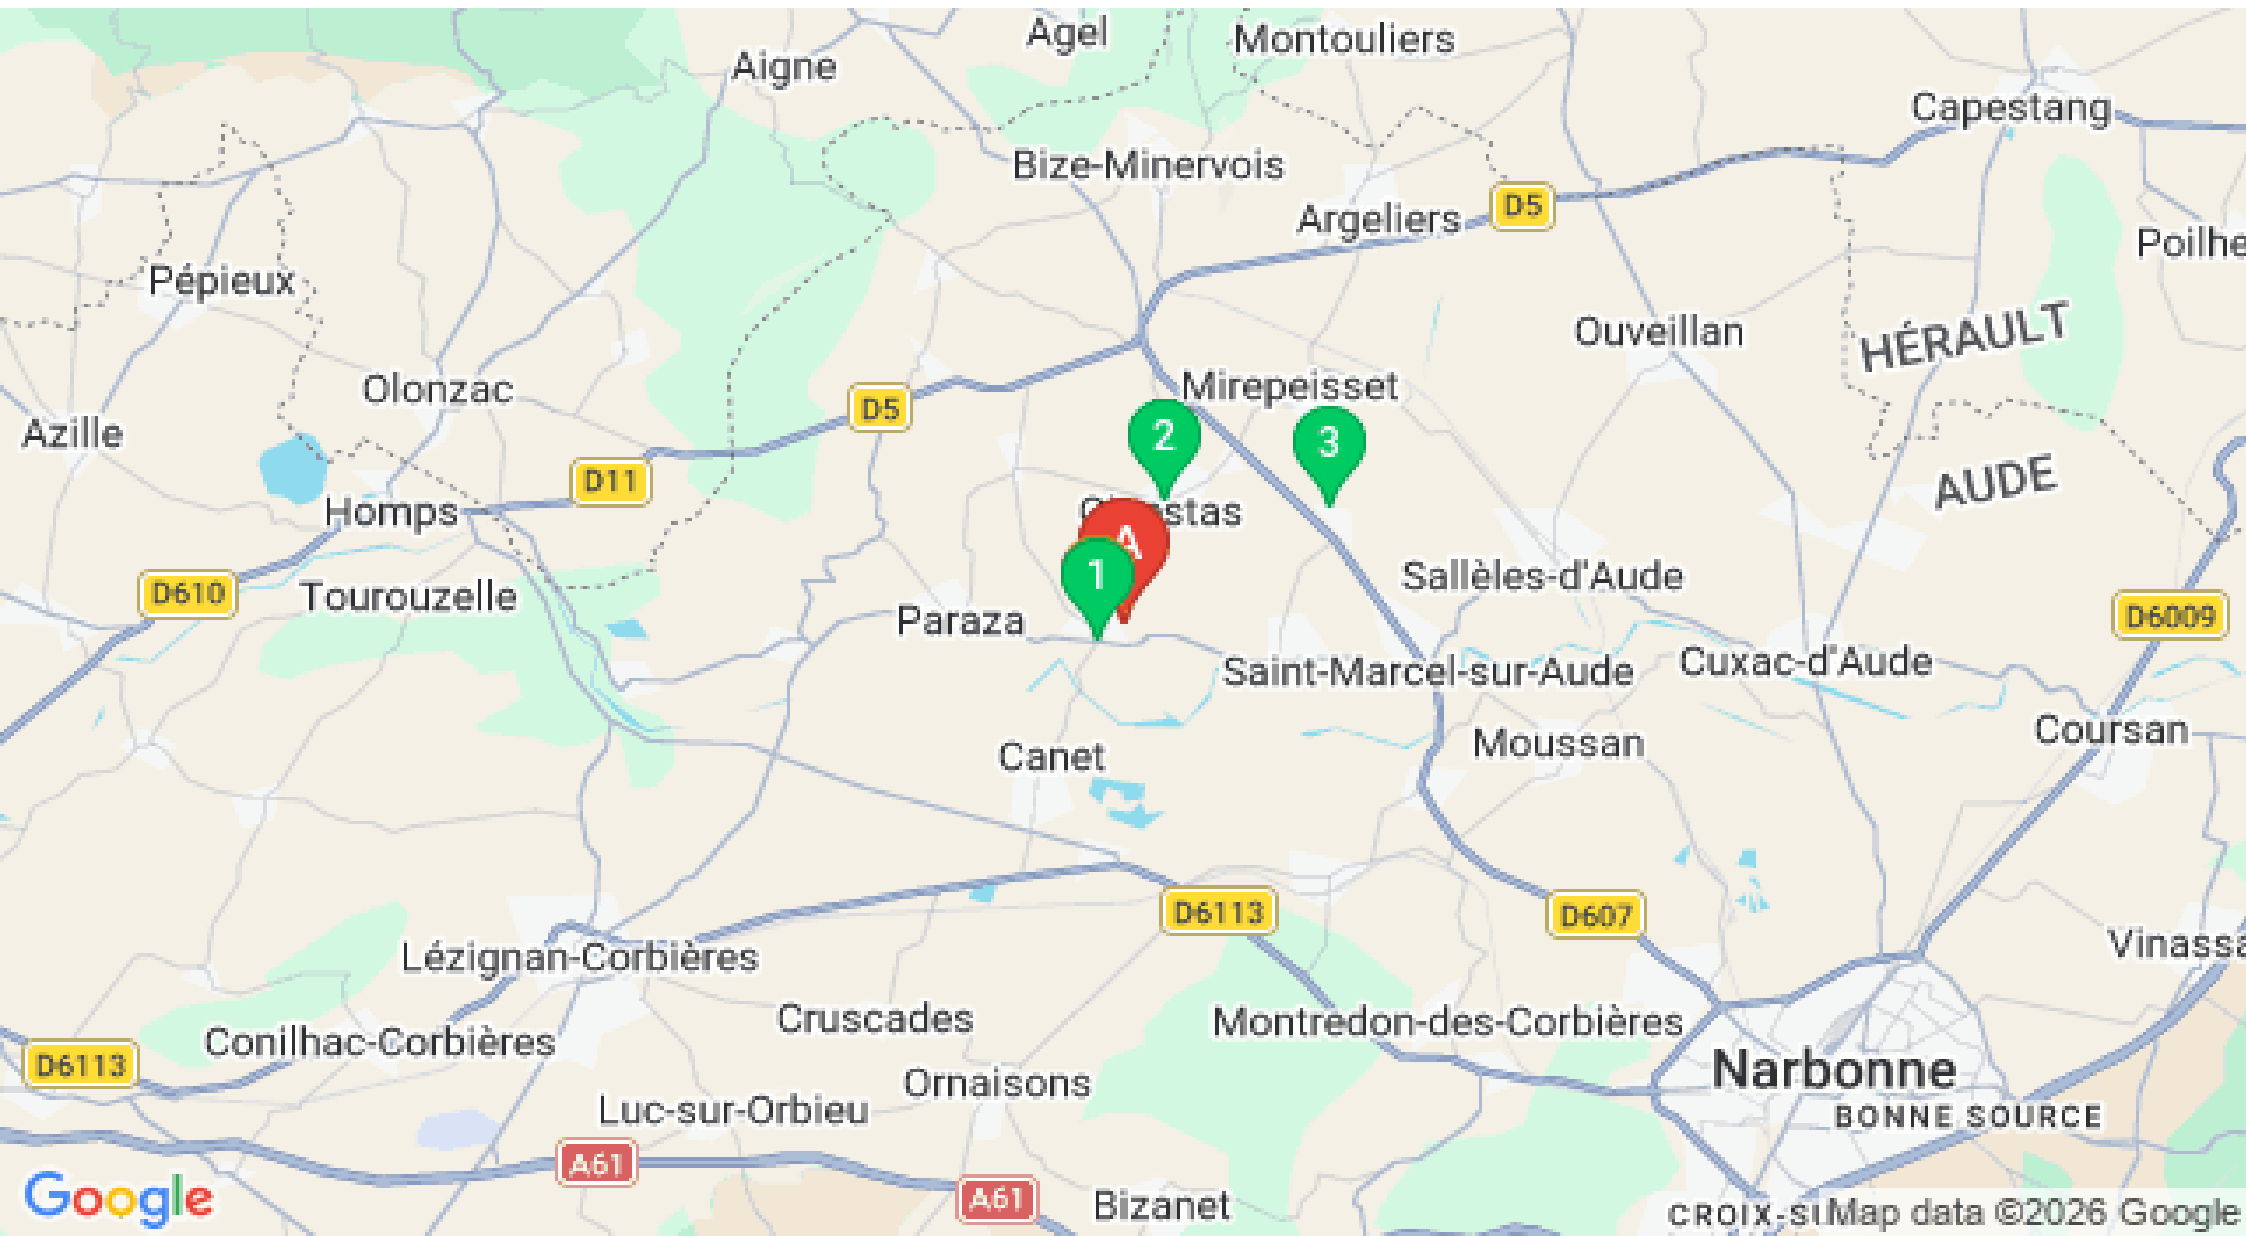 Agel
Montouliers
Aigne
Capestang
Bize-Minervois
D5
Argeliers
Poilhe
Pépieux
HÉRAULT
Ouveillan
Olonzac
Mirepeisset
D5
Azille
2
3
D11
AUDE
Homps
stas
A
1
Sallèles-d'Aude
D610
Tourouzelle
Paraza
D6009
Saint-Marcel-sur-Aude
Cuxac-d'Aude
Coursan
Moussan
Canet
D6113
D607
Vinassa
Lézignan-Corbières
Cruscades
Montredon-des-Corbières
Conilhac-Corbières
D6113
Narbonne
Ornaisons
Luc-sur-Orbieu
BONNE SOURCE
A61
A61
Bizanet
Google
CROIX-SU
Map data ©2026 Google